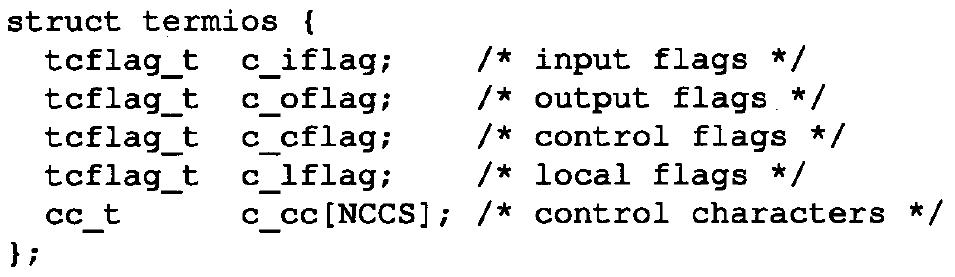 struct termios {
  tcflag_t  c_iflag;    /* input flags */
  tcflag_t  c_oflag;    /* output flags */
  tcflag_t  c_cflag;    /* control flags */
  tcflag_t  c_lflag;    /* local flags */
  cc_t      c_cc[NCCS]; /* control characters */
};